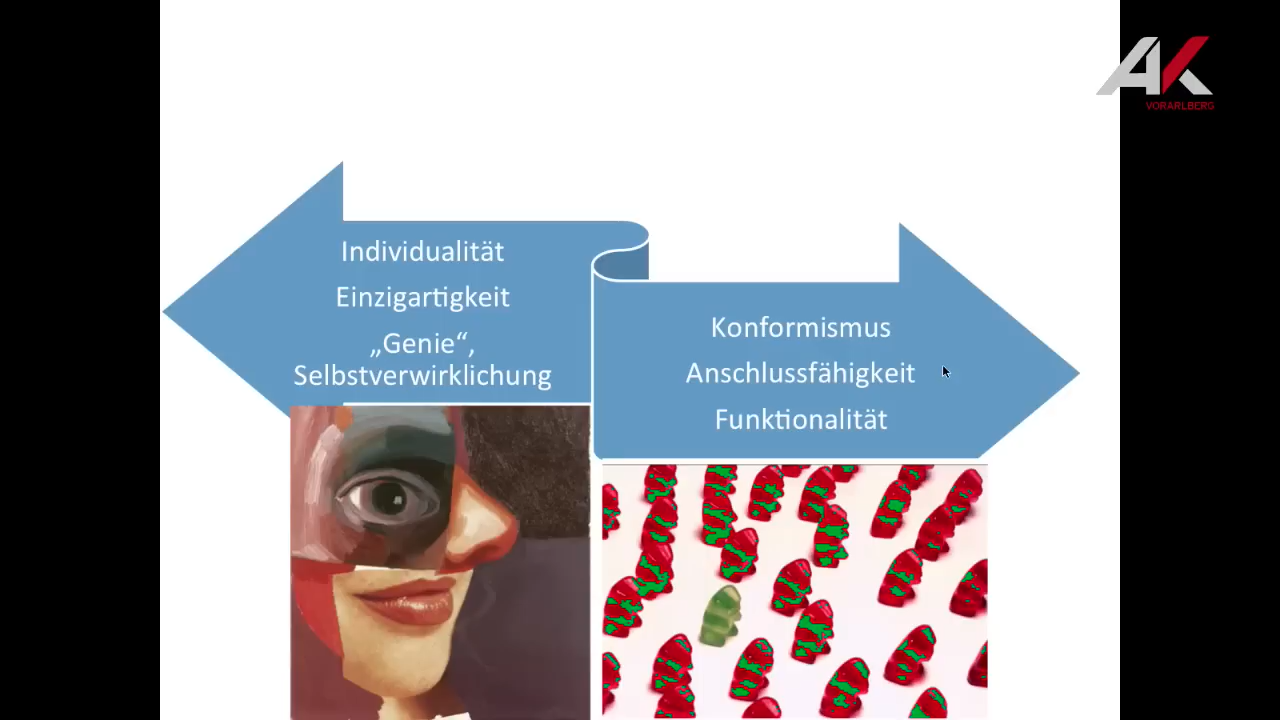 AK
VORARLBERG
Individualität
Einzigartigkeit
„Genie“,
Selbstverwirklichung
Konformismus
Anschlussfähigkeit
Funktionalität